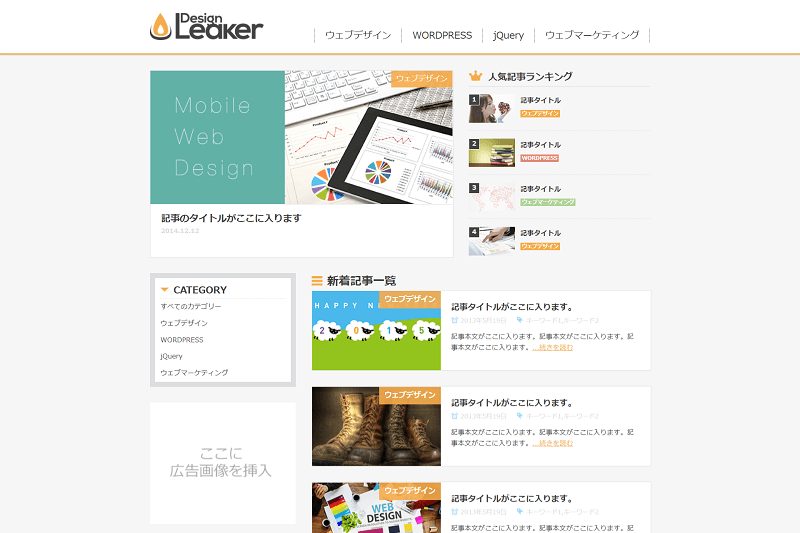 Design
Leaker
ウェブデザイン
WORDPRESS
jQuery
ウェブマーケティング
ウェブデザイン
Mobile
Web
Design
記事のタイトルがここに入ります
2014.12.12
人気記事ランキング
1
記事タイトル
ウェブデザイン
2
記事タイトル
WORDPRESS
3
記事タイトル
ウェブマーケティング
4
記事タイトル
ウェブデザイン
CATEGORY
すべてのカテゴリー
ウェブデザイン
WORDPRESS
jQuery
ウェブマーケティング
ここに
広告画像を挿入
新着記事一覧
ウェブデザイン
HAPPY N
2 0 1 5
記事タイトルがここに入ります。
2013年5月19日 キーワード1,キーワード2
記事本文がここに入ります。記事本文がここに入ります。記
事本文がここに入ります。...続きを読む
ウェブデザイン
記事タイトルがここに入ります。
2013年5月19日 キーワード1,キーワード2
記事本文がここに入ります。記事本文がここに入ります。記
事本文がここに入ります。...続きを読む
ウェブデザイン
WEB
DESIGN
記事タイトルがここに入ります。
2013年5月19日 キーワード1,キーワード2
記事本文がここに入ります。記事本文がここに入ります。記